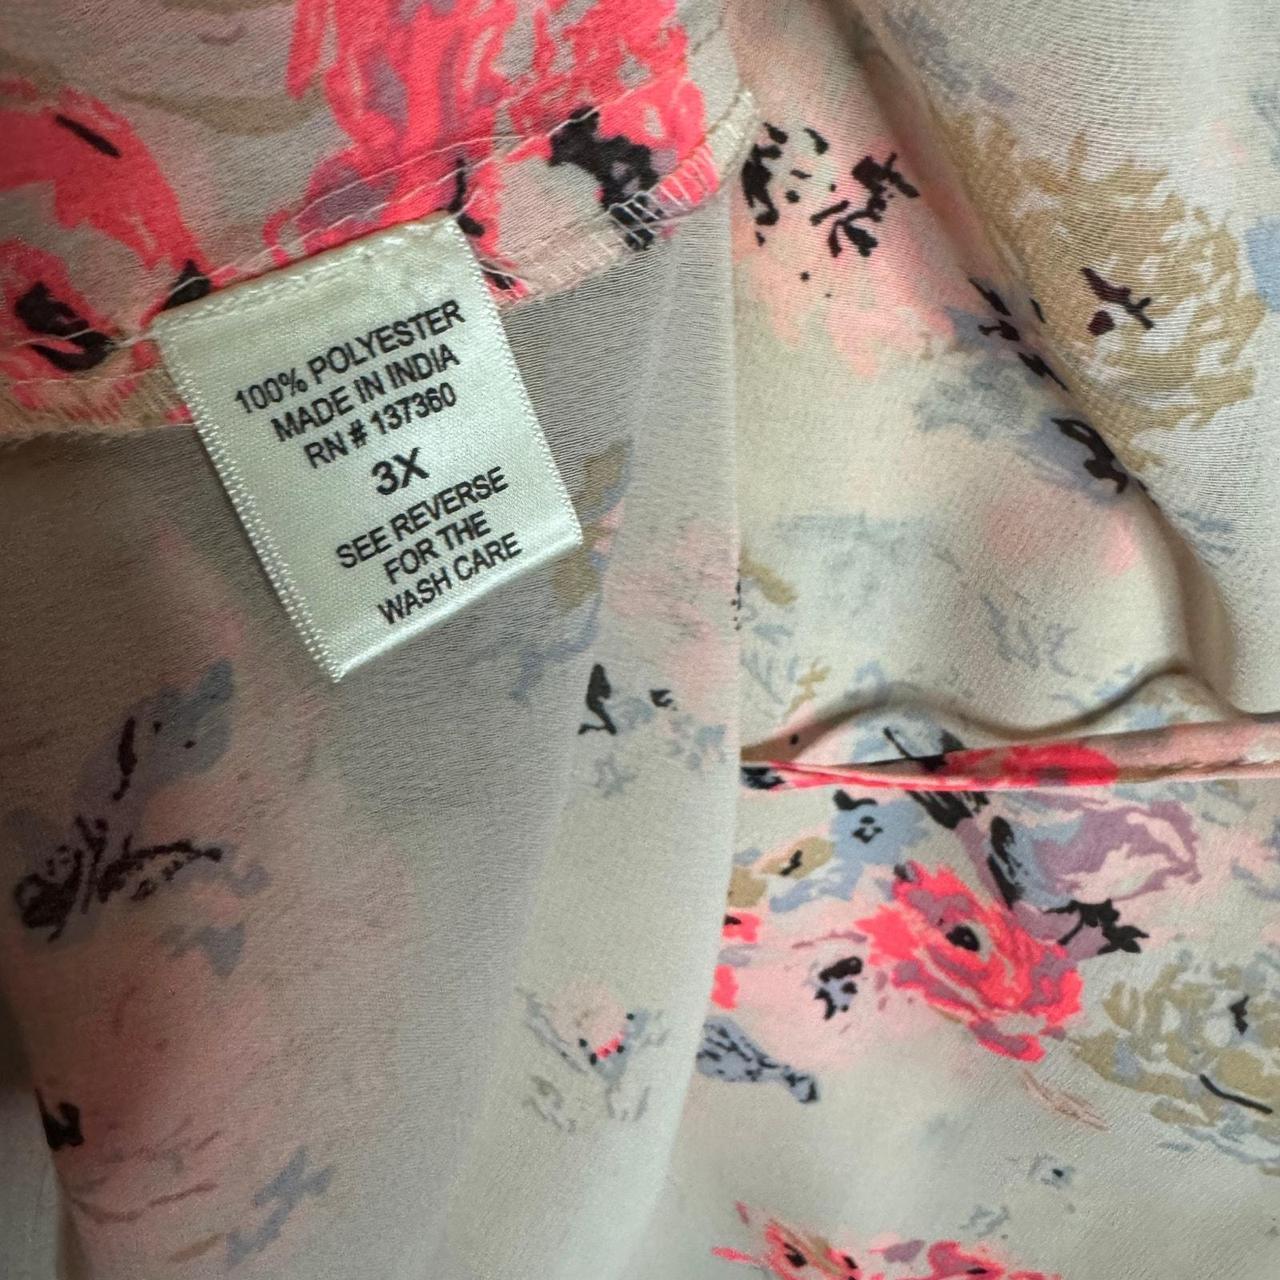 100% POLYESTER
MADE IN INDIA
RN # 137360
3X
SEE REVERSE
FOR THE
WASH CARE